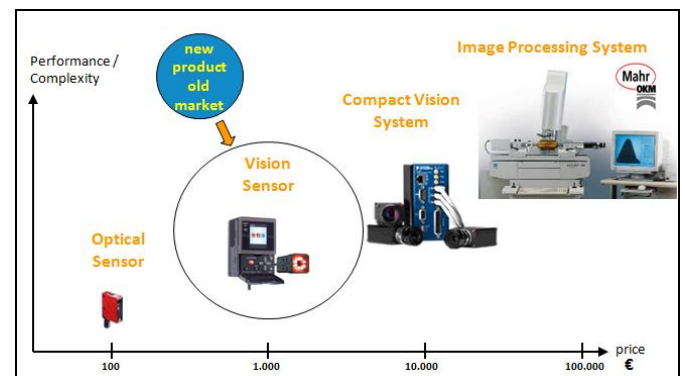 Performance /
Complexity
new
product
old
market
Image Processing System
Mahr
OKM
Compact Vision
System
Vision
Sensor
Optical
Sensor
100
1.000
10.000
100.000
price
€